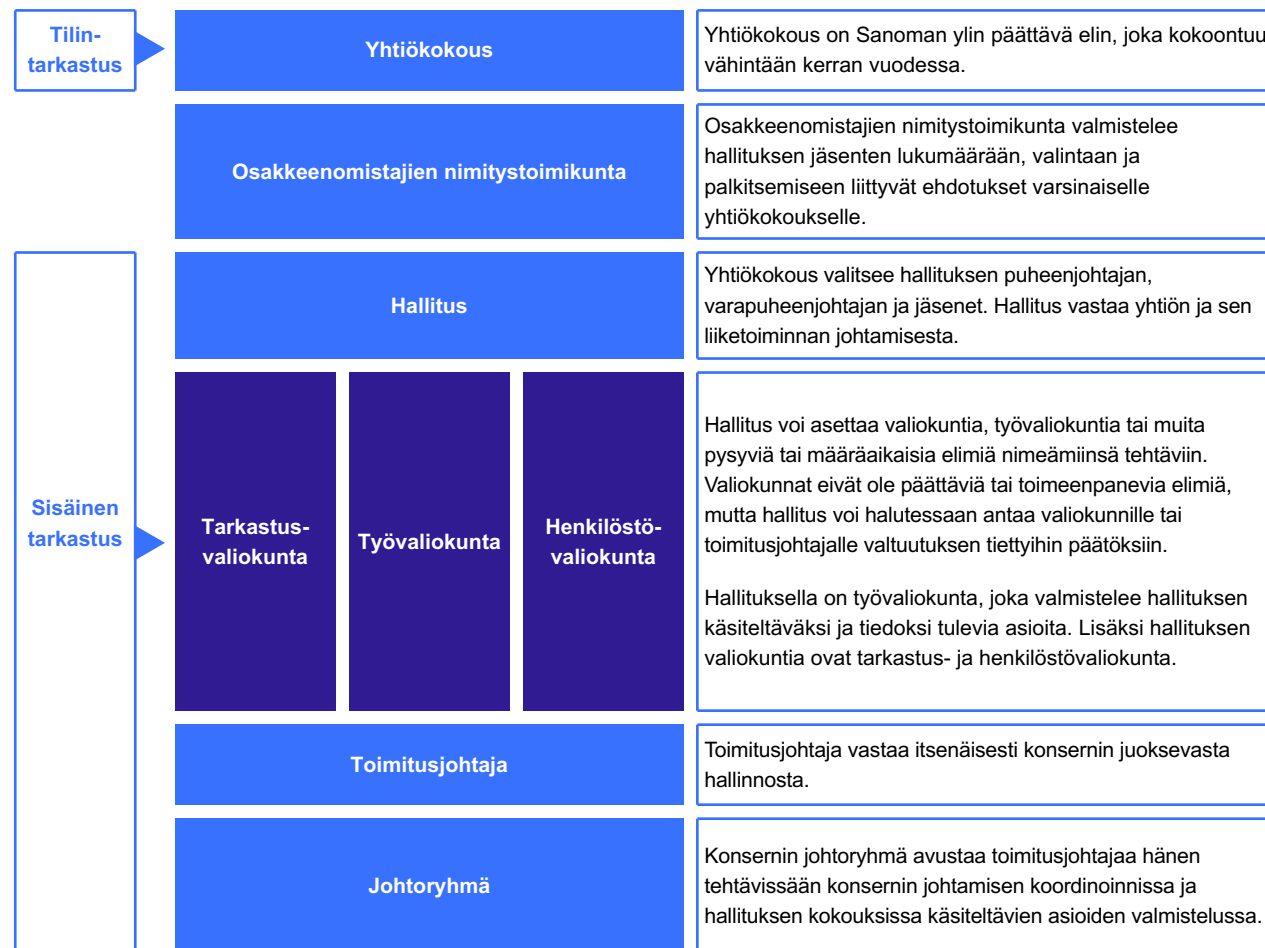 Tilin-
tarkastus
Yhtiökokous
Yhtiökokous on Sanoman ylin päättävä elin, joka kokoontuu
vähintään kerran vuodessa.
Osakkeenomistajien nimitystoimikunta
Osakkeenomistajien nimitystoimikunta valmistelee
hallituksen jäsenten lukumäärään, valintaan ja
palkitsemiseen liittyvät ehdotukset varsinaiselle
yhtiökokoukselle.
Sisäinen
tarkastus
Hallitus
Yhtiökokous valitsee hallituksen puheenjohtajan,
varapuheenjohtajan ja jäsenet. Hallitus vastaa yhtiön ja sen
liiketoiminnan johtamisesta.
Tarkastus-
valiokunta
Työvaliokunta
Henkilöstö-
valiokunta
Hallitus voi asettaa valiokuntia, työvaliokuntia tai muita
pysyviä tai määräaikaisia elimiä nimeämiinsä tehtäviin.
Valiokunnat eivät ole päättäviä tai toimeenpanevia elimiä,
mutta hallitus voi halutessaan antaa valiokunnille tai
toimitusjohtajalle valtuutuksen tiettyihin päätöksiin.
Hallituksella on työvaliokunta, joka valmistelee hallituksen
käsiteltäväksi ja tiedoksi tulevia asioita. Lisäksi hallituksen
valiokuntia ovat tarkastus- ja henkilöstövaliokunta.
Toimitusjohtaja
Toimitusjohtaja vastaa itsenäisesti konsernin juoksevasta
hallinnosta.
Johtoryhmä
Konsernin johtoryhmä avustaa toimitusjohtajaa hänen
tehtävissään konsernin johtamisen koordinoinnissa ja
hallituksen kokouksissa käsiteltävien asioiden valmistelussa.